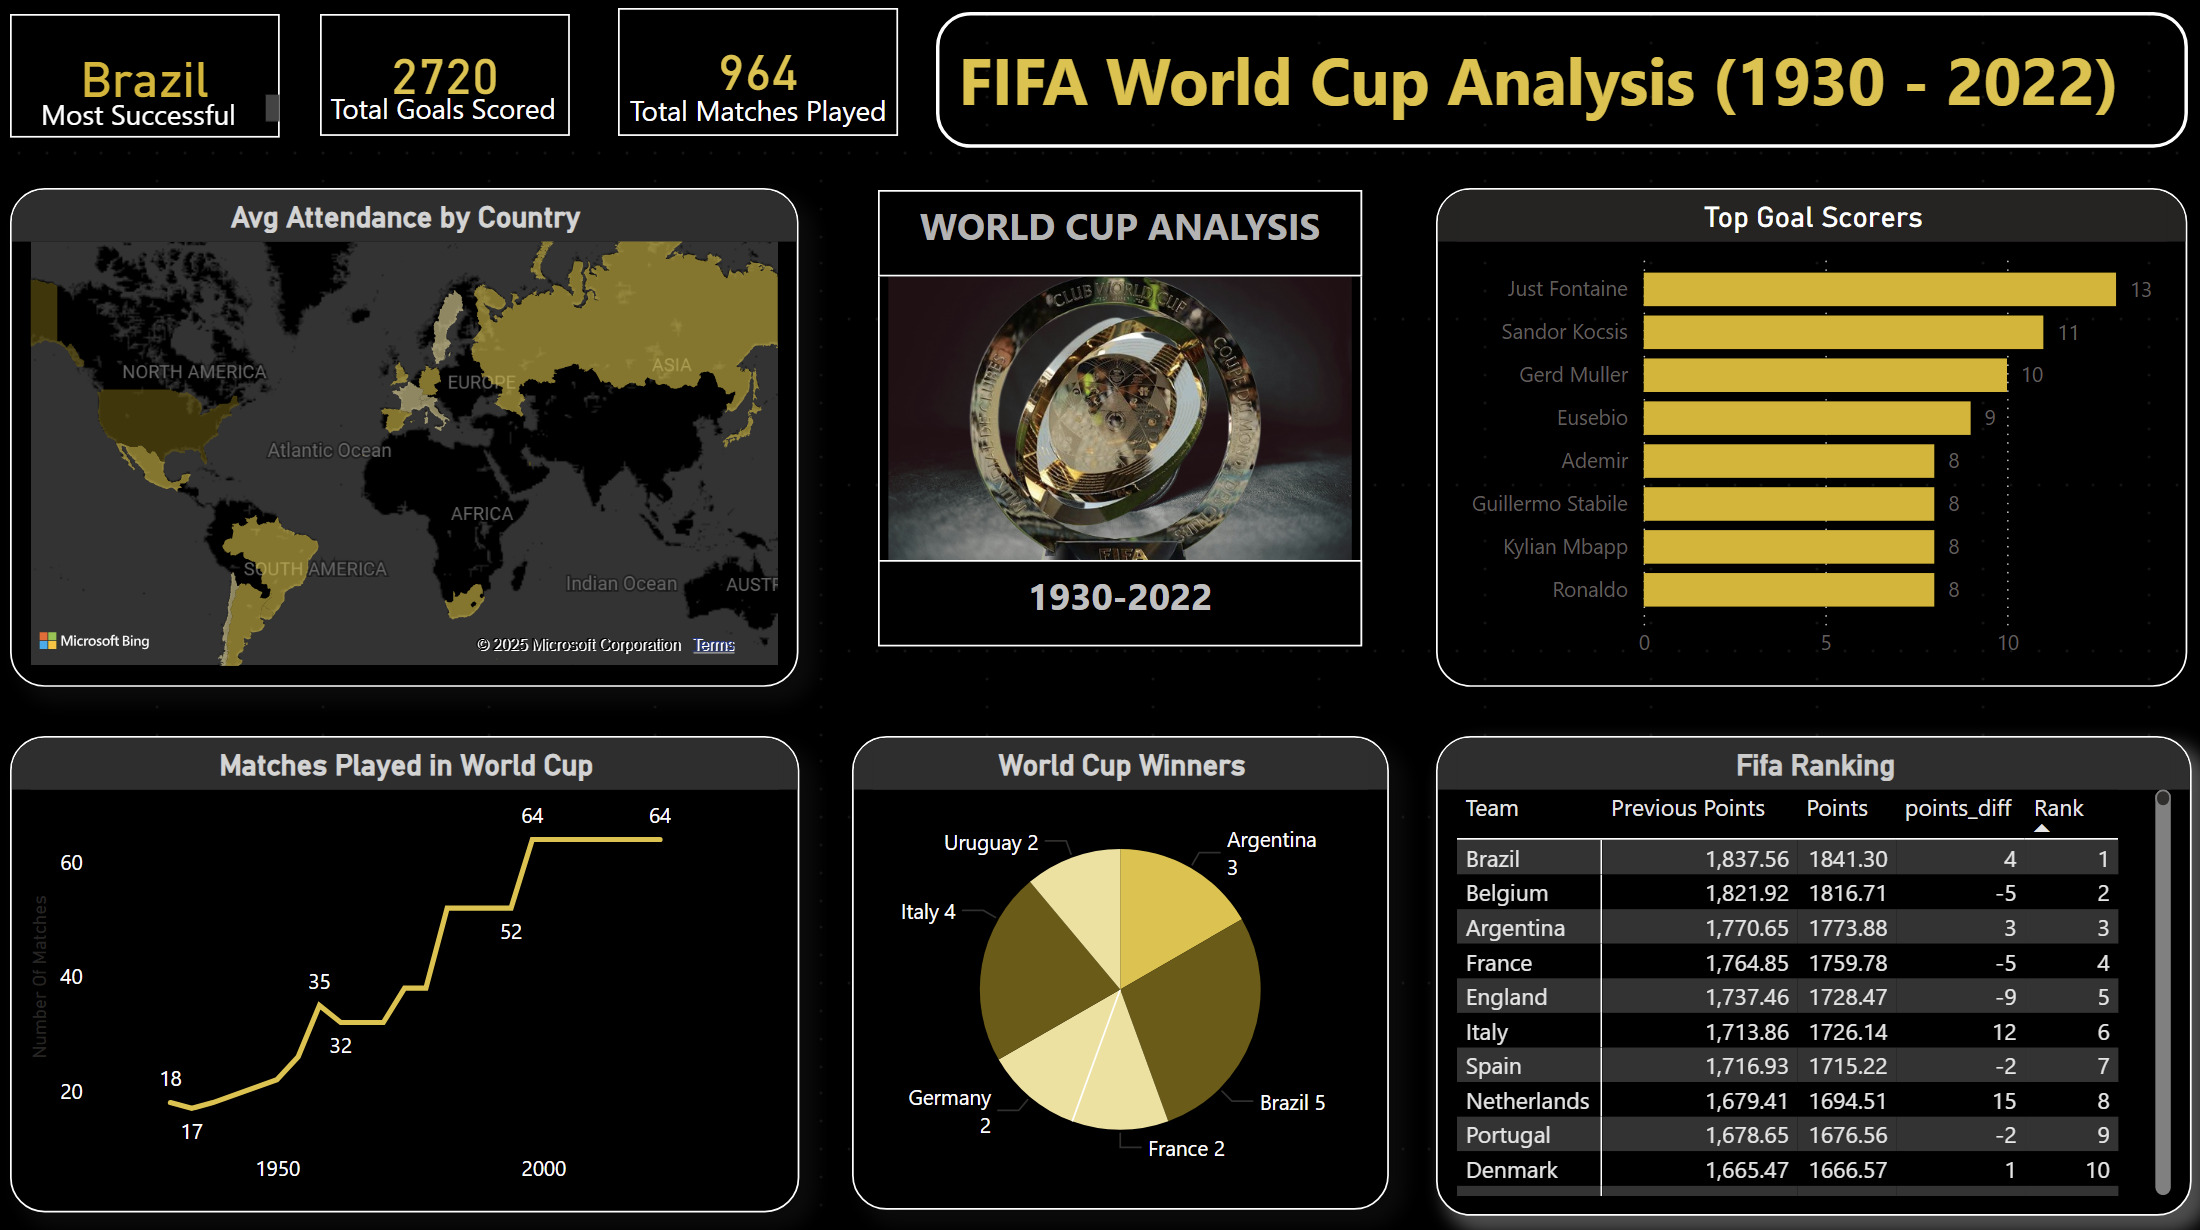 Brazil
Most Successful
2720
Total Goals Scored
964
Total Matches Played
FIFA World Cup Analysis (1930 - 2022)
Avg Attendance by Country
NORTH AMERICA
EUROPE
ASIA
Atlantic Ocean
AFRICA
SOUTH AMERICA
Indian Ocean
AUSTR
Microsoft Bing
© 2025 Microsoft Corporation Terms
WORLD CUP ANALYSIS
CLUB WORLD CUP
FIFA
1930-2022
Top Goal Scorers
Just Fontaine 13
Sandor Kocsis 11
Gerd Muller 10
Eusebio 9
Ademir 8
Guillermo Stabile 8
Kylian Mbapp 8
Ronaldo 8
0 5 10
Matches Played in World Cup
Number Of Matches
60
40
20
18
17
35
32
52
64
64
1950 2000
World Cup Winners
Uruguay 2
Argentina
3
Italy 4
Germany
2
France 2
Brazil 5
Fifa Ranking
Team Previous Points Points points_diff Rank
Brazil 1,837.56 1841.30 4 1
Belgium 1,821.92 1816.71 -5 2
Argentina 1,770.65 1773.88 3 3
France 1,764.85 1759.78 -5 4
England 1,737.46 1728.47 -9 5
Italy 1,713.86 1726.14 12 6
Spain 1,716.93 1715.22 -2 7
Netherlands 1,679.41 1694.51 15 8
Portugal 1,678.65 1676.56 -2 9
Denmark 1,665.47 1666.57 1 10